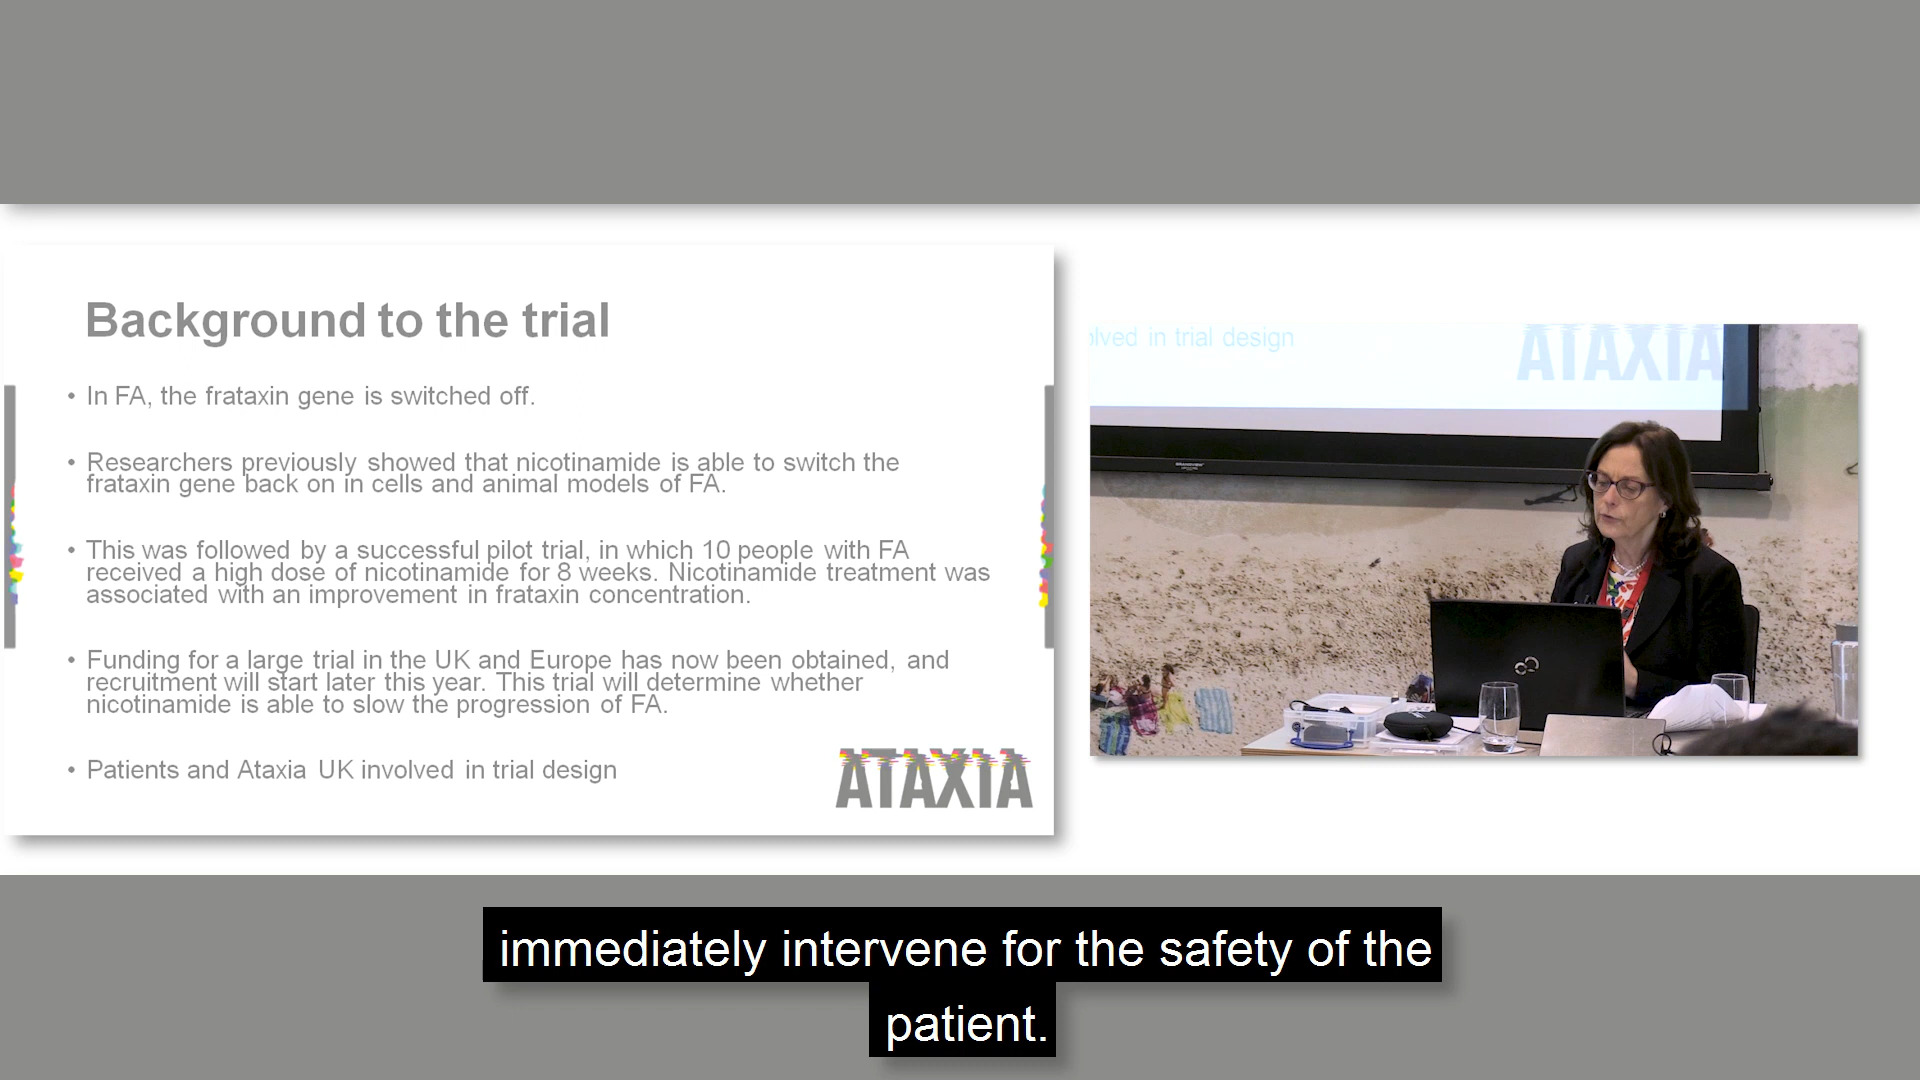 Background to the trial
• In FA, the frataxin gene is switched off.
• Researchers previously showed that nicotinamide is able to switch the
frataxin gene back on in cells and animal models of FA.
• This was followed by a successful pilot trial, in which 10 people with FA
received a high dose of nicotinamide for 8 weeks. Nicotinamide treatment was
associated with an improvement in frataxin concentration.
• Funding for a large trial in the UK and Europe has now been obtained, and
recruitment will start later this year. This trial will determine whether
nicotinamide is able to slow the progression of FA.
• Patients and Ataxia UK involved in trial design
ATAXIA
olved in trial design
ATAXIA
immediately intervene for the safety of the
patient.